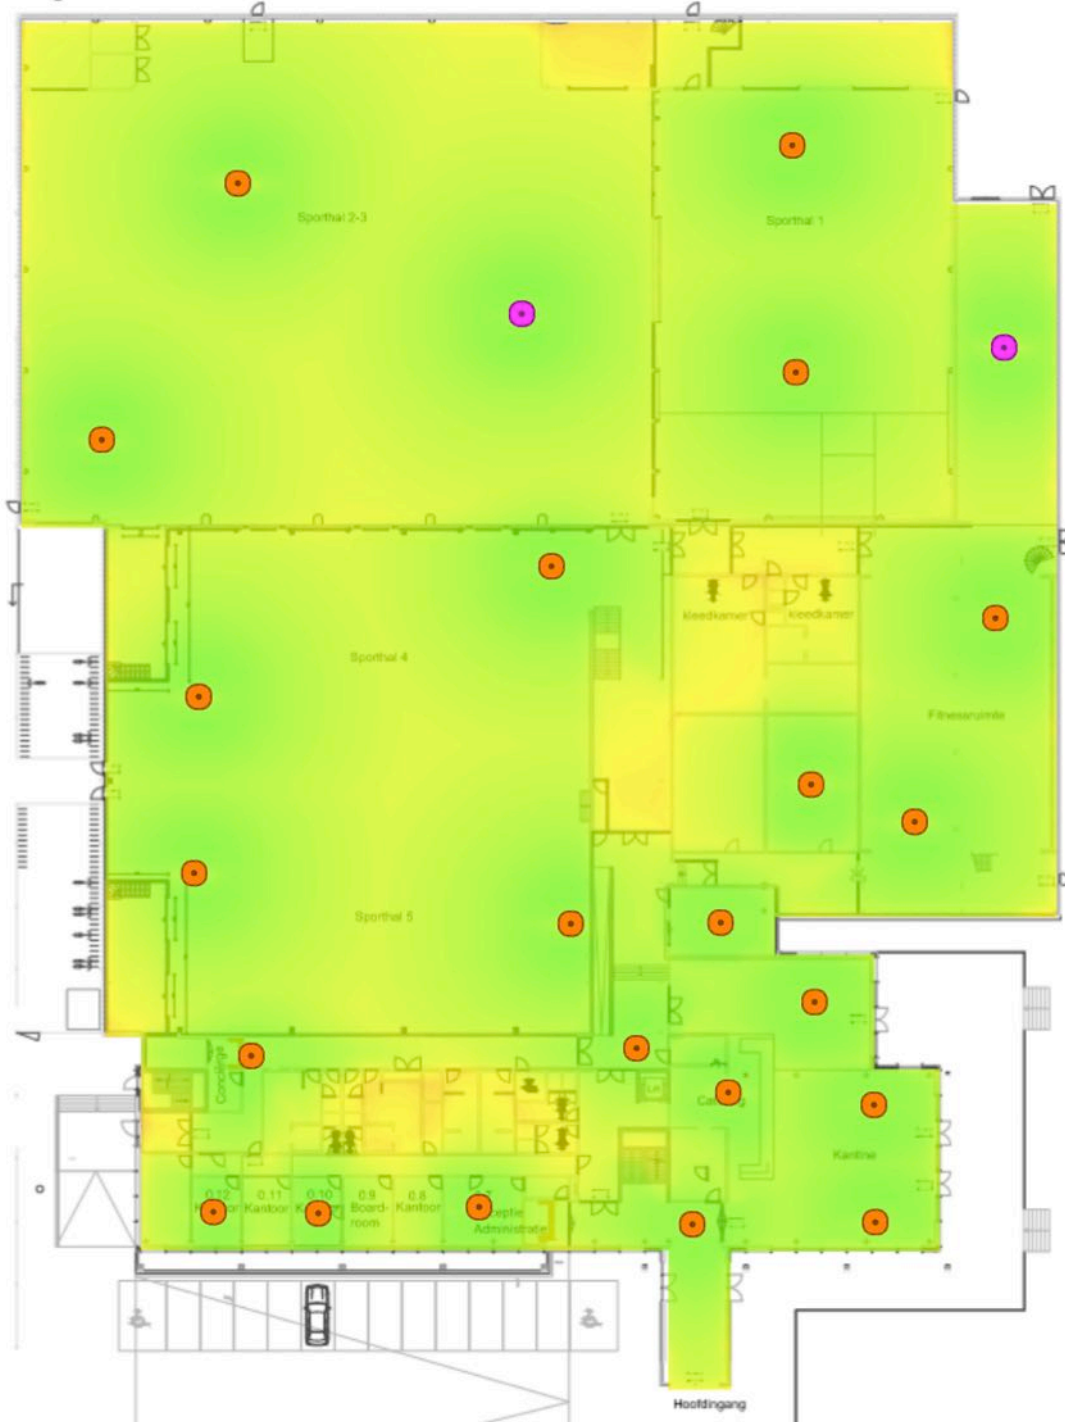 Sporthal 2-3
Sporthal 1
Sporthal 4
kleedkamer
kleedkamer
Fitnessruimte
Sporthal 5
Conciërge
Kantine
0.12
0.11
0.10
0.9
0.8
Kantoor
Board-
Kantoor
room
Administratie
Hoofdingang